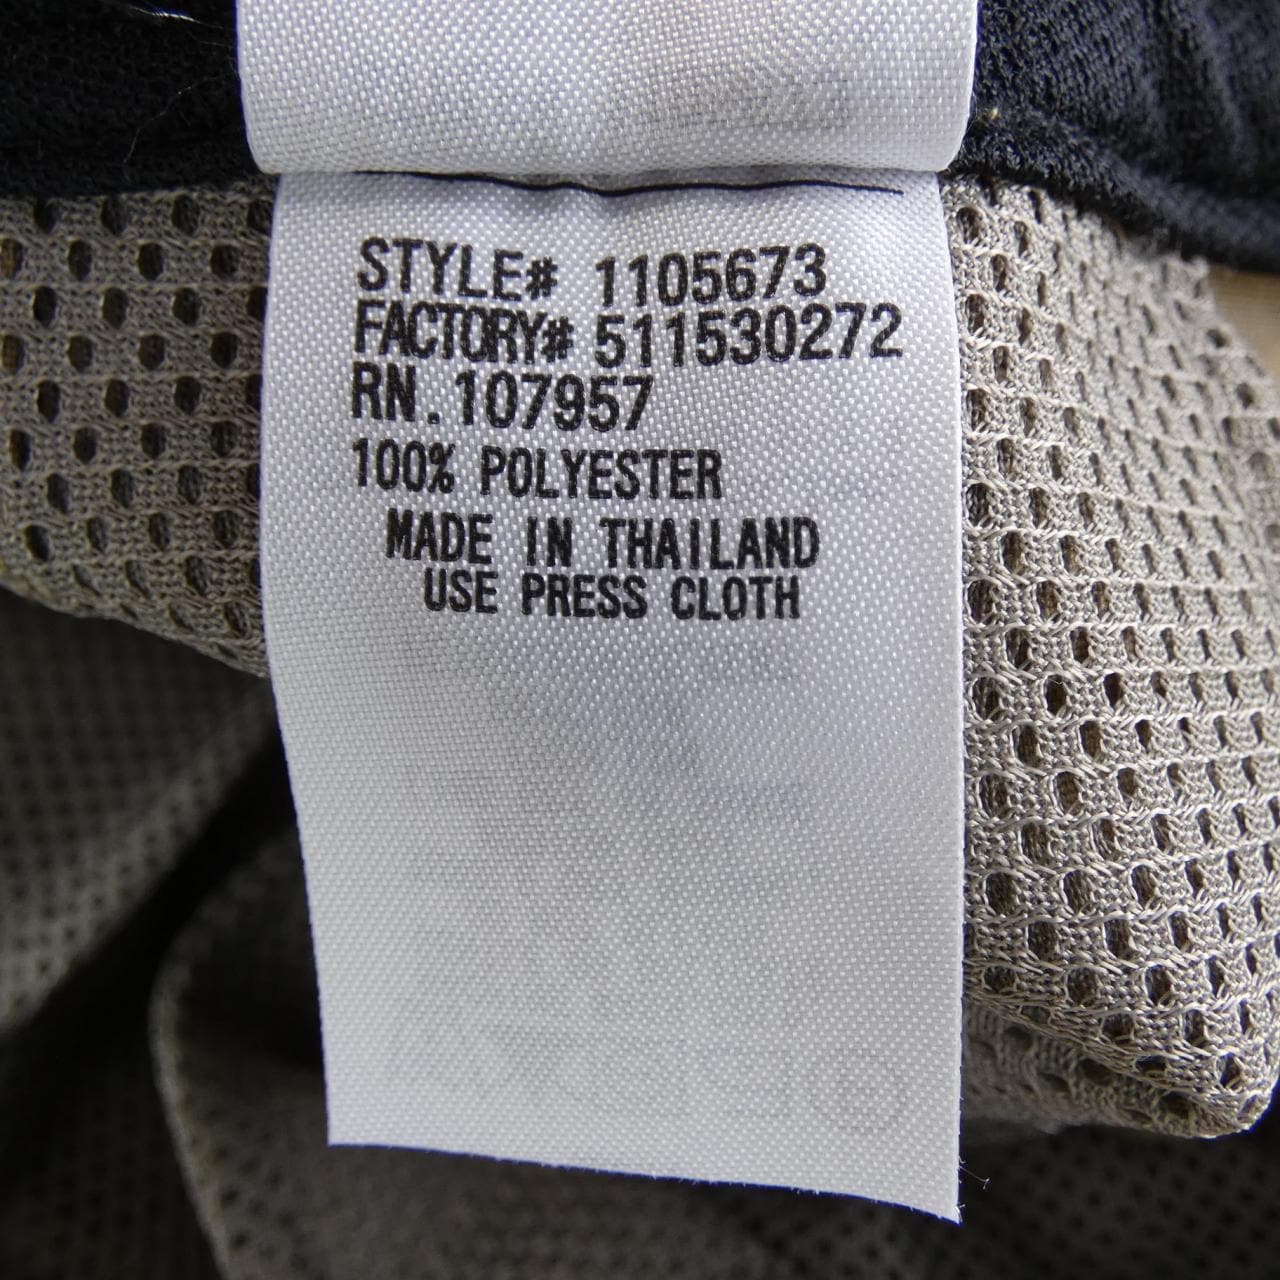 STYLE# 1105673
FACTORY# 511530272
RN.107957
100% POLYESTER
MADE IN THAILAND
USE PRESS CLOTH